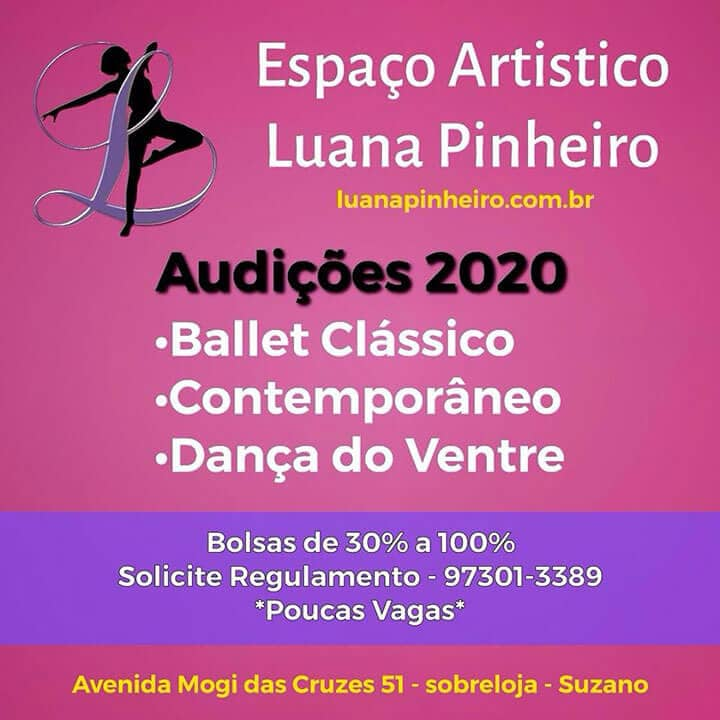 Espaço Artistico
Luana Pinheiro
luanapinheiro.com.br
Audições 2020
•Ballet Clássico
•Contemporâneo
•Dança do Ventre
Bolsas de 30% a 100%
Solicite Regulamento - 97301-3389
*Poucas Vagas*
Avenida Mogi das Cruzes 51 - sobreloja - Suzano